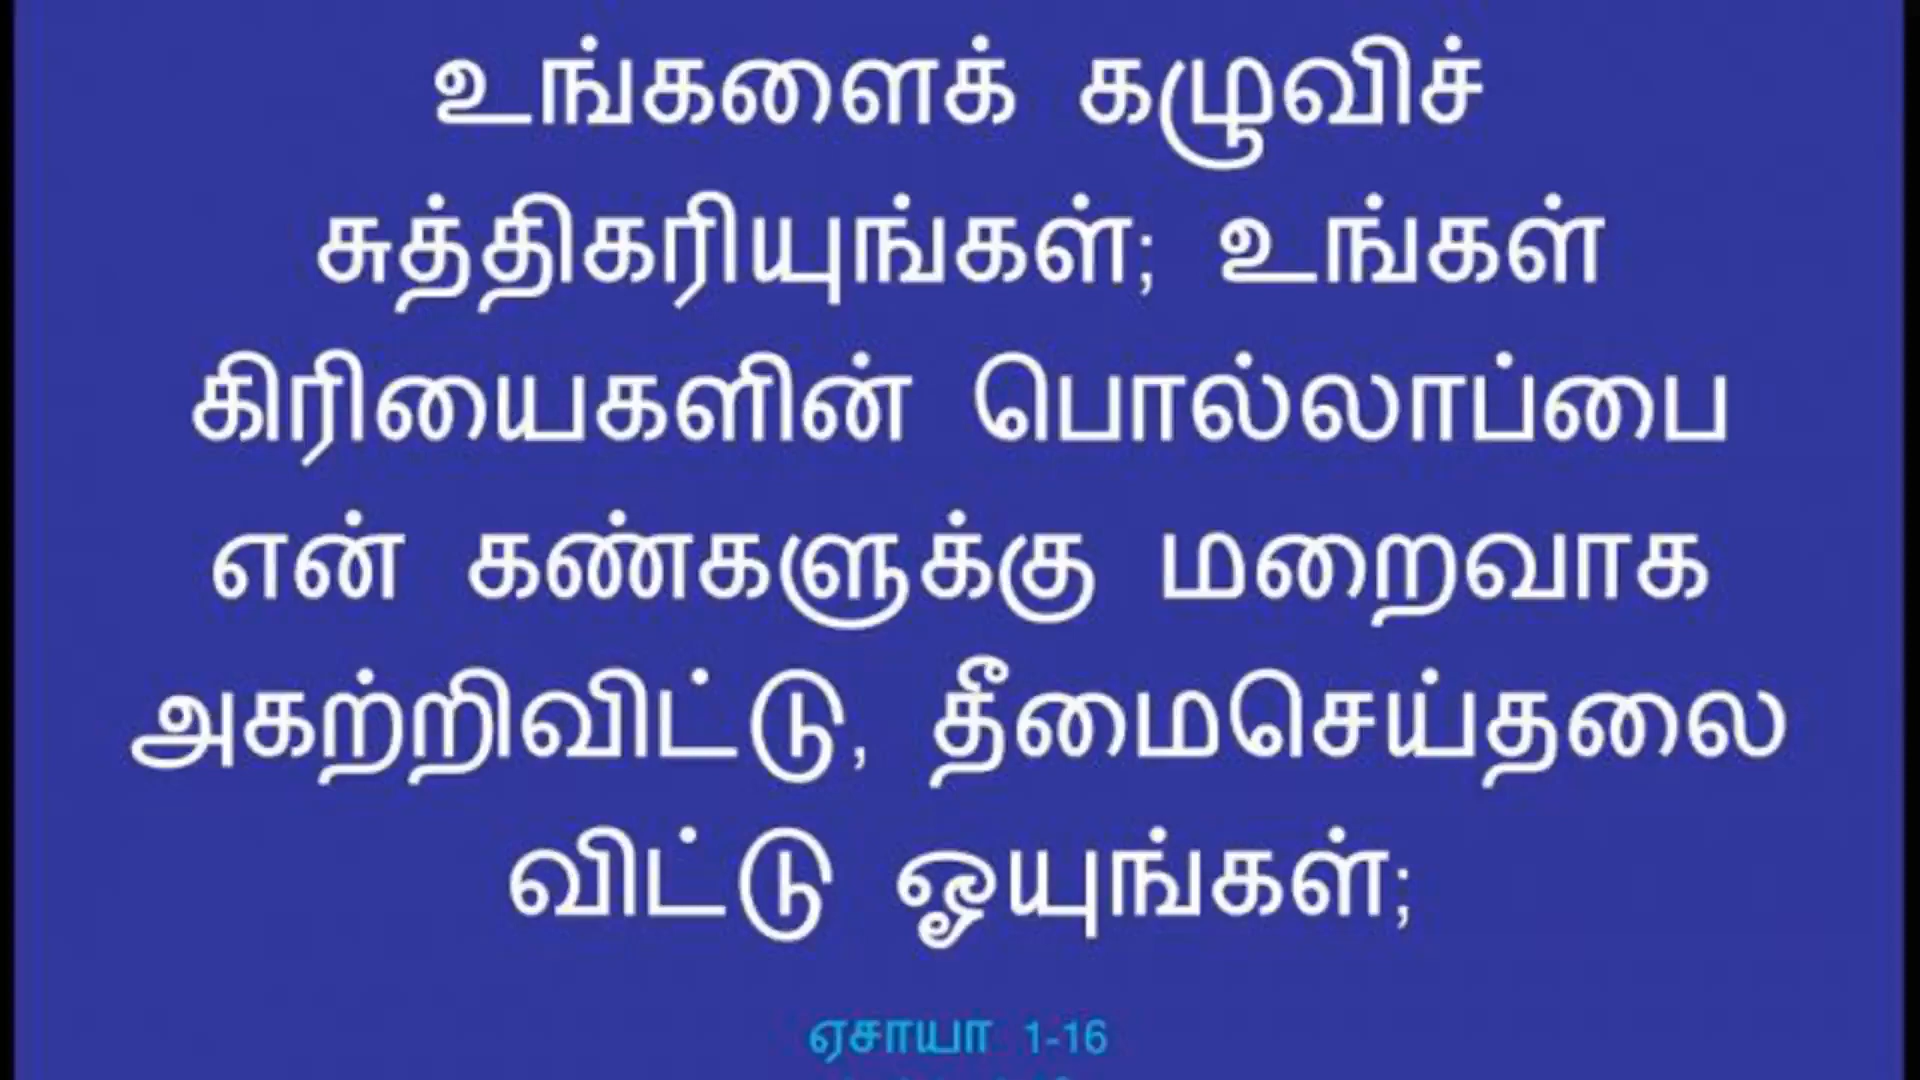 உங்களைக் கழுவிச்
சுத்திகரியுங்கள்; உங்கள்
கிரியைகளின் பொல்லாப்பை
என் கண்களுக்கு மறைவாக
அகற்றிவிட்டு, தீமைசெய்தலை
விட்டு ஓயுங்கள்;
ஏசாயா 1-16